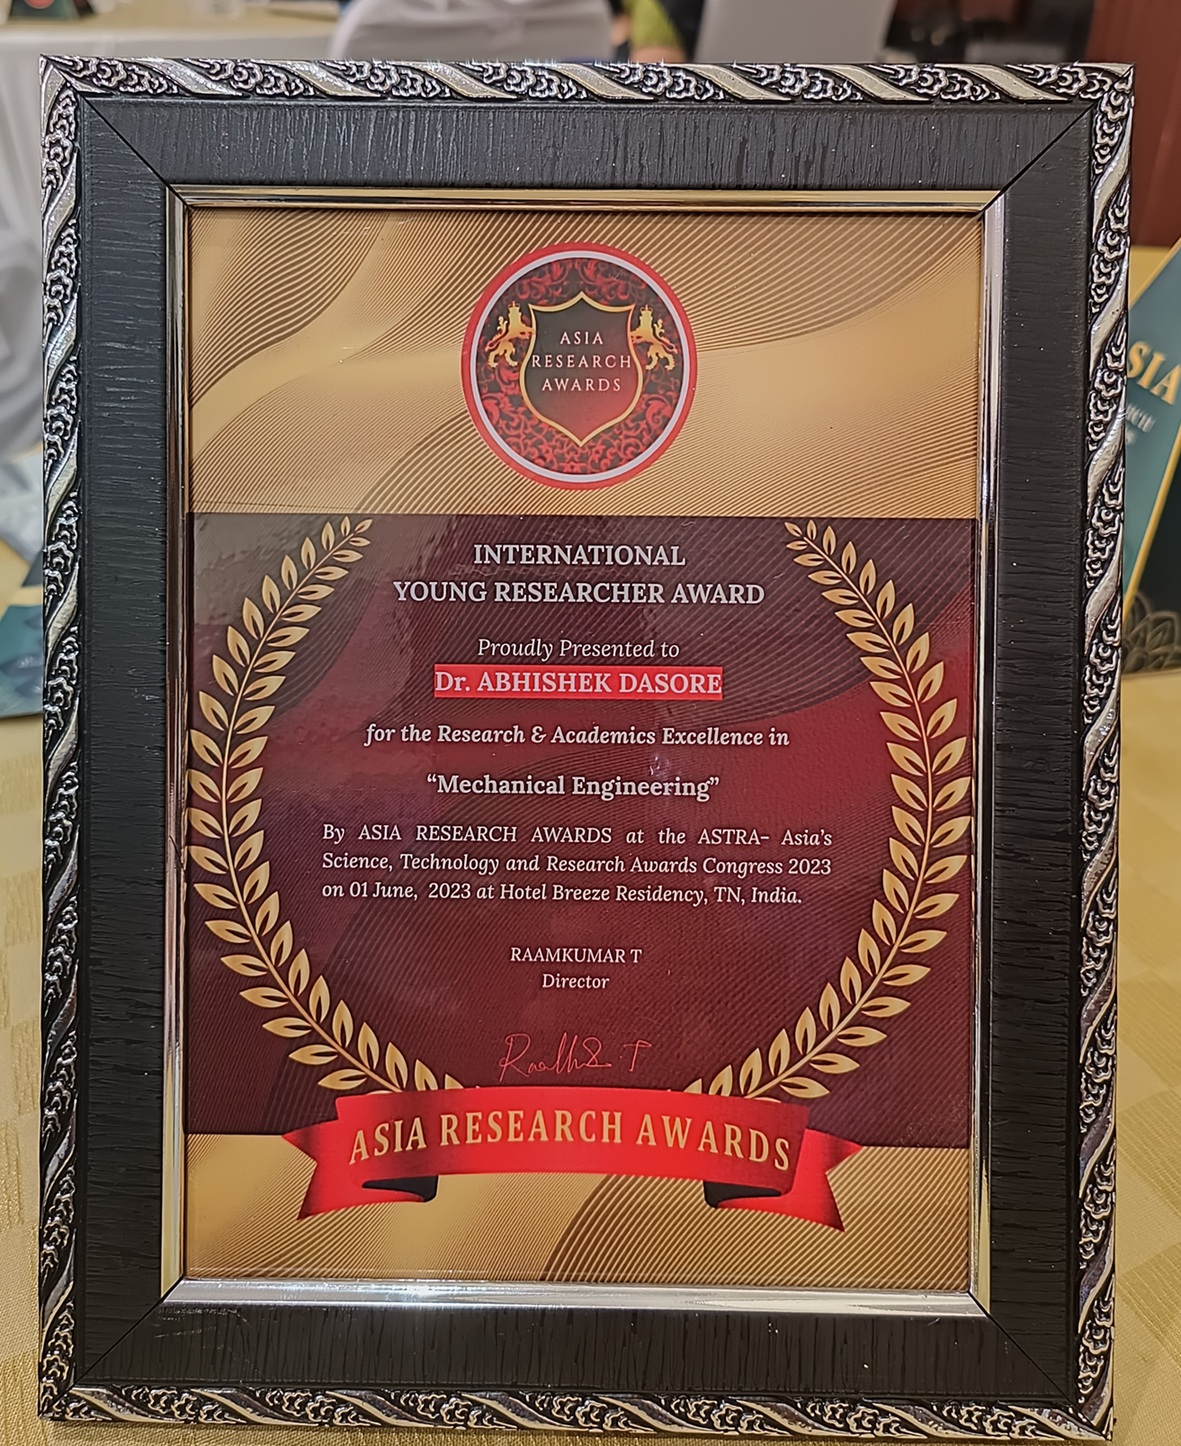 ASIA
RESEARCH
AWARDS
INTERNATIONAL
YOUNG RESEARCHER AWARD
Proudly Presented to
Dr. ABHISHEK DASORE
for the Research & Academics Excellence in
“Mechanical Engineering”
By ASIA RESEARCH AWARDS at the ASTRA- Asia's
Science, Technology and Research Awards Congress 2023
on 01 June, 2023 at Hotel Breeze Residency, TN, India.
RAAMKUMAR T
Director
ASIA RESEARCH AWARDS
SIA